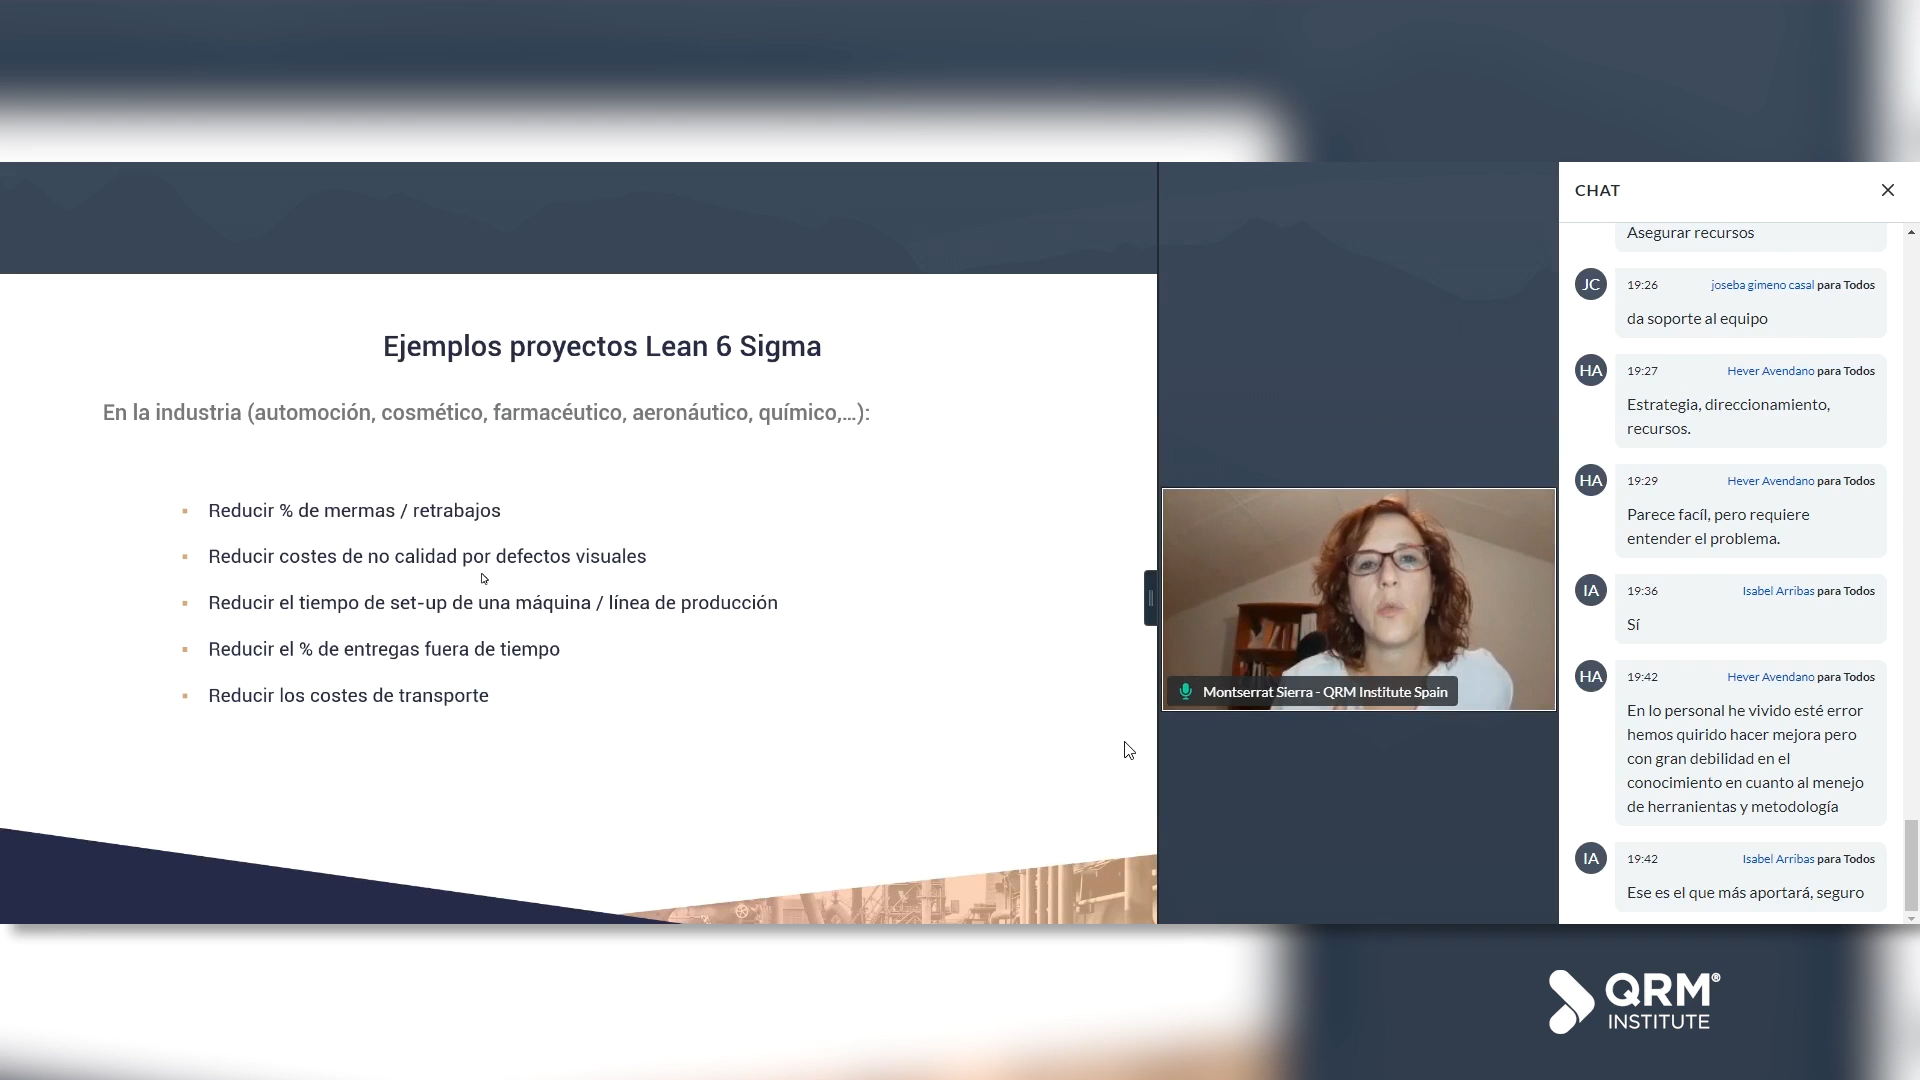 Ejemplos proyectos Lean 6 Sigma
En la industria (automoción, cosmético, farmacéutico, aeronáutico, químico,...):
▪ Reducir % de mermas / retrabajos
▪ Reducir costes de no calidad por defectos visuales
▪ Reducir el tiempo de set-up de una máquina / línea de producción
▪ Reducir el % de entregas fuera de tiempo
▪ Reducir los costes de transporte
Montserrat Sierra - QRM Institute Spain
CHAT
Asegurar recursos
JC 19:26 joseba gimeno casal para Todos
da soporte al equipo
HA 19:27 Hever Avendano para Todos
Estrategia, direccionamiento,
recursos.
HA 19:29 Hever Avendano para Todos
Parece facíl, pero requiere
entender el problema.
IA 19:36 Isabel Arribas para Todos
Sí
HA 19:42 Hever Avendano para Todos
En lo personal he vivido esté error
hemos quirido hacer mejora pero
con gran debilidad en el
conocimiento en cuanto al menejo
de herranientas y metodología
IA 19:42 Isabel Arribas para Todos
Ese es el que más aportará, seguro
QRM®
INSTITUTE